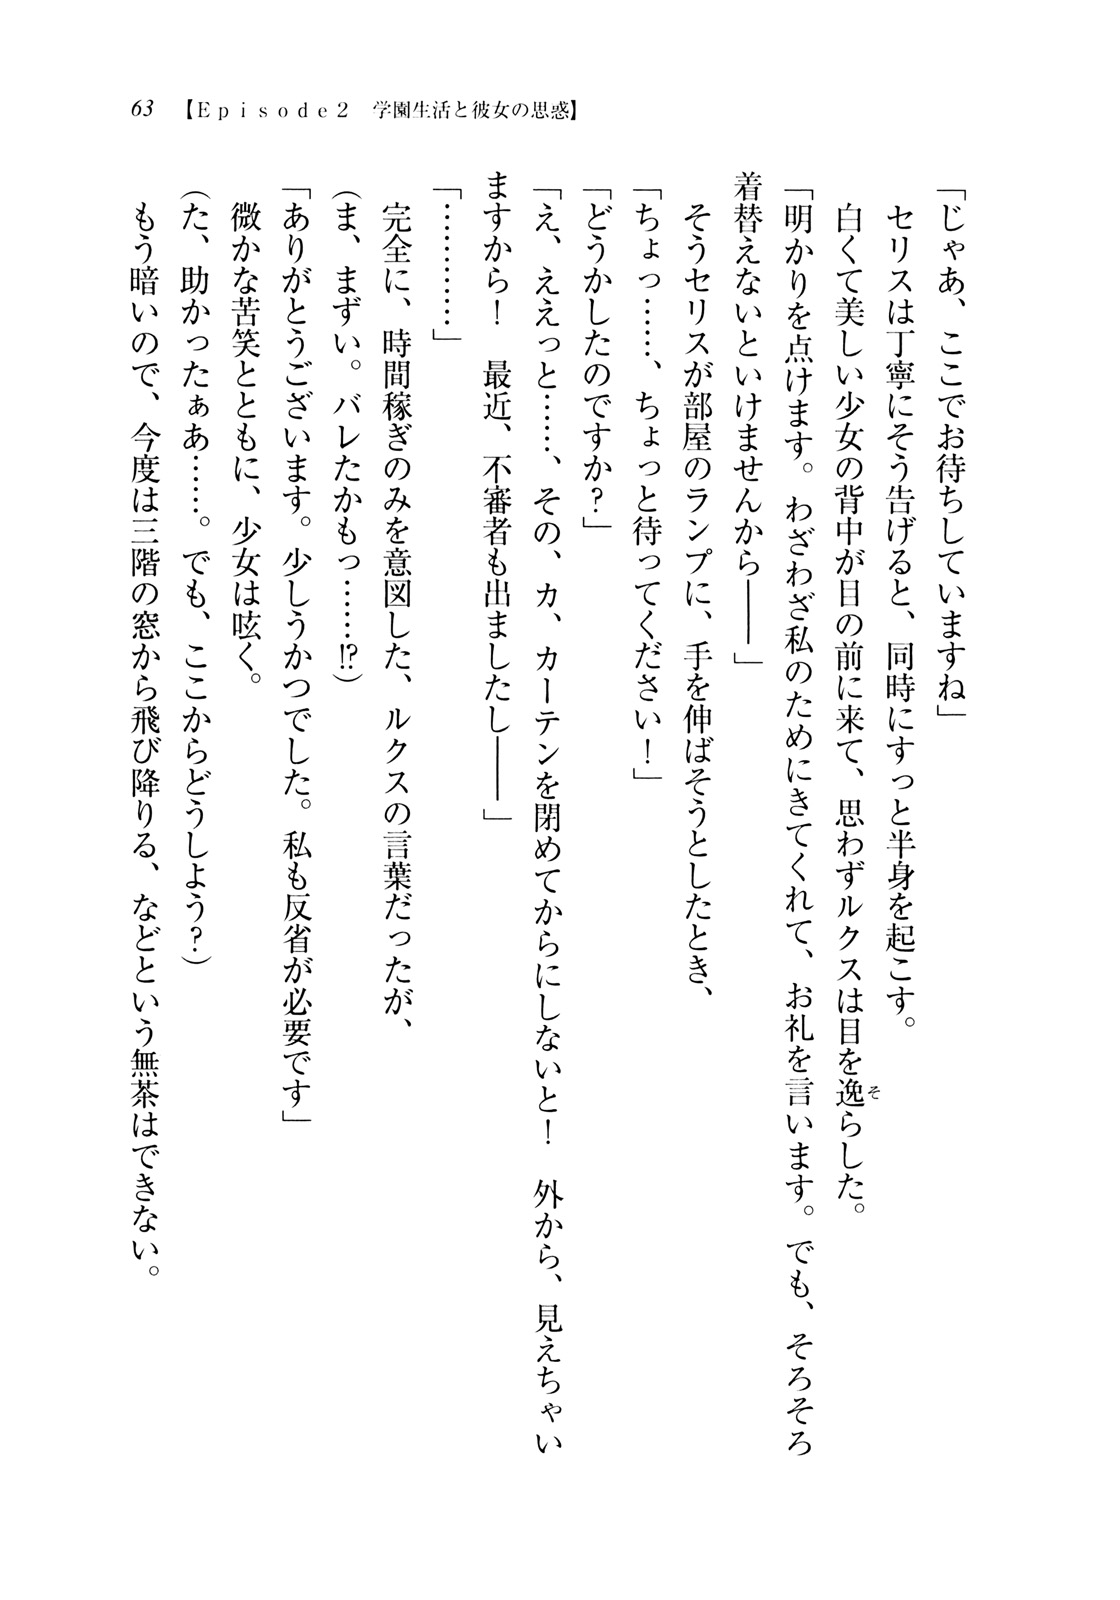 63 【Ｅｐｉｓｏｄｅ２　学園生活と彼女の思惑】
「じゃあ、ここでお待ちしていますね」
　セリスは丁寧にそう告げると、同時にすっと半身を起こす。
　白くて美しい少女の背中が目の前に来て、思わずルクスは目を逸らした。
そ
「明かりを点けます。わざわざ私のためにきてくれて、お礼を言います。でも、そろそろ
着替えないといけませんから――」
　そうセリスが部屋のランプに、手を伸ばそうとしたとき、
「ちょっ……、ちょっと待ってください！」
「どうかしたのですか？」
「え、ええっと……、その、カ、カーテンを閉めてからにしないと！　外から、見えちゃい
ますから！　最近、不審者も出ましたし――」
「…………」
　完全に、時間稼ぎのみを意図した、ルクスの言葉だったが、
（ま、まずい。バレたかもっ……⁉）
「ありがとうございます。少しうかつでした。私も反省が必要です」
　微かな苦笑とともに、少女は呟く。
（た、助かったぁあ……。でも、ここからどうしよう？）
　もう暗いので、今度は三階の窓から飛び降りる、などという無茶はできない。